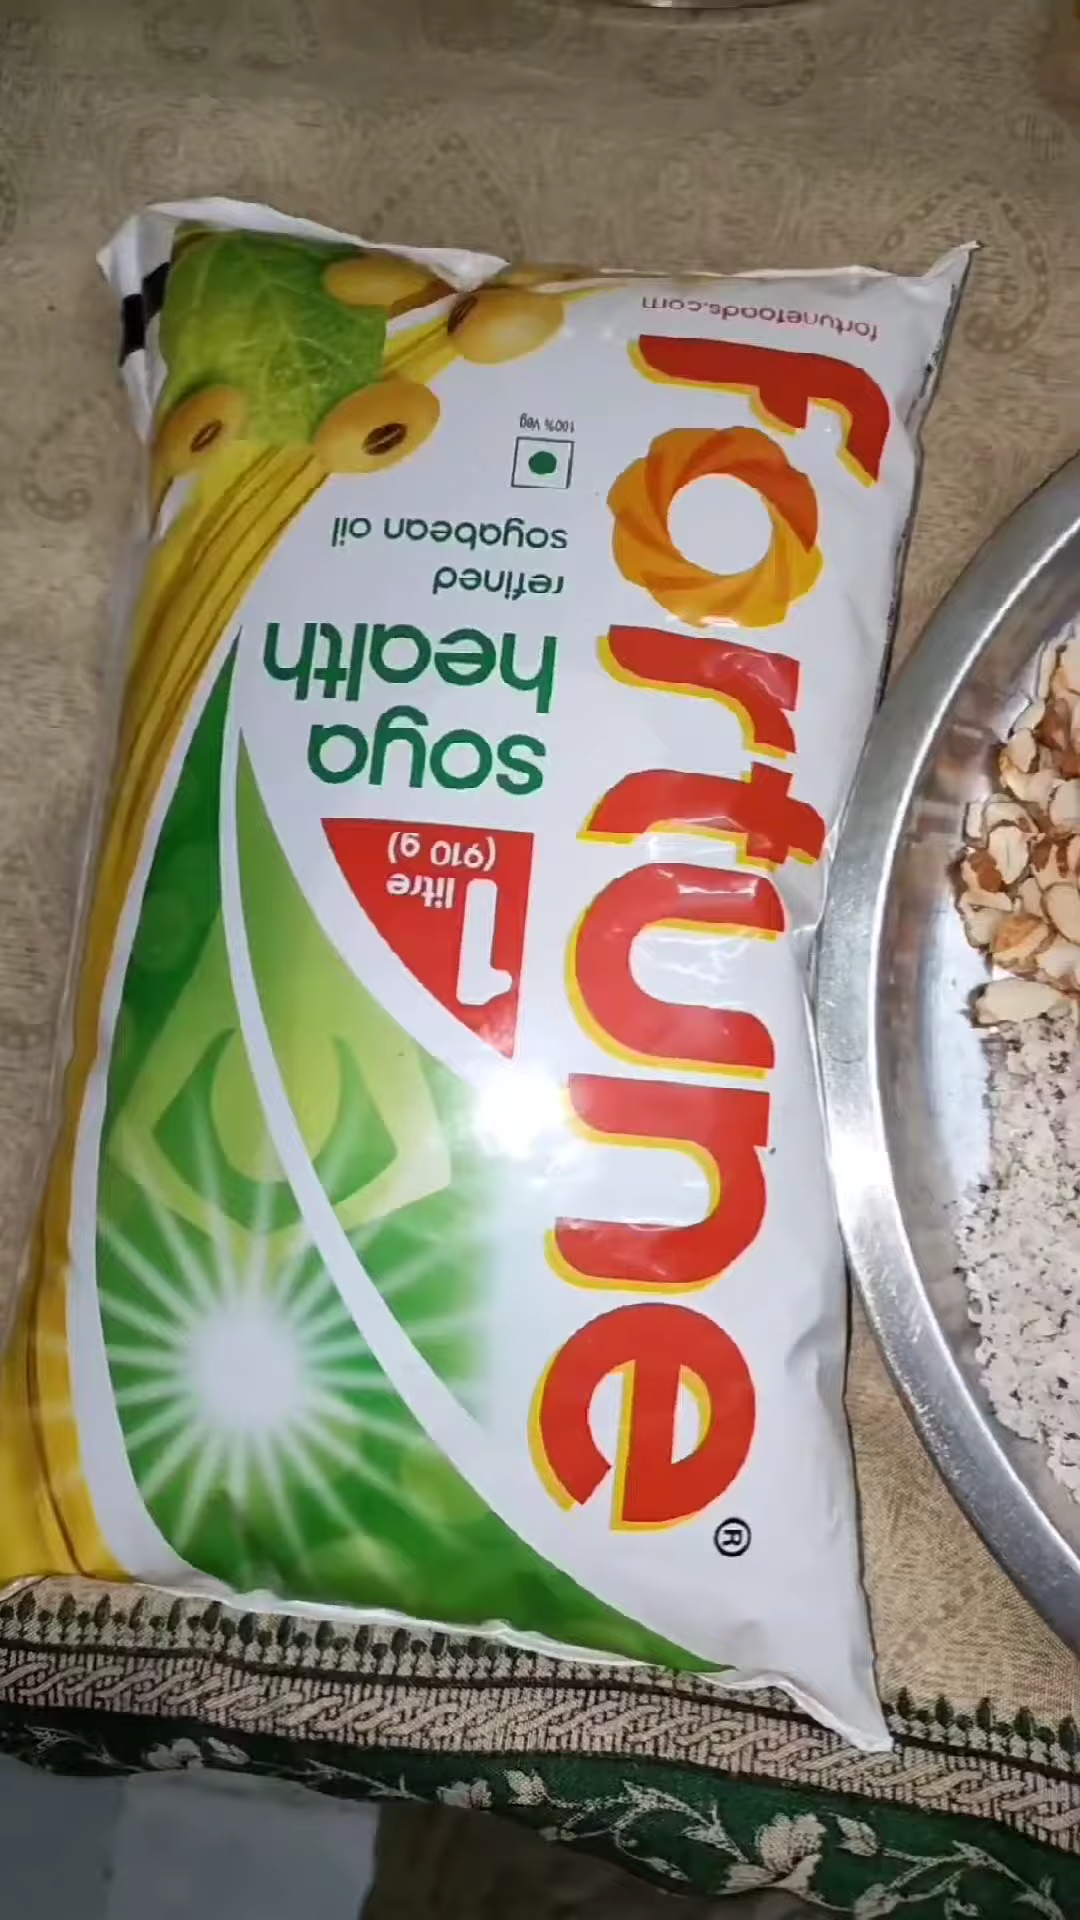 fortunefoods.com
fortune®
100% Veg
soya
health
refined
soyabean oil
1
litre
(910 g)